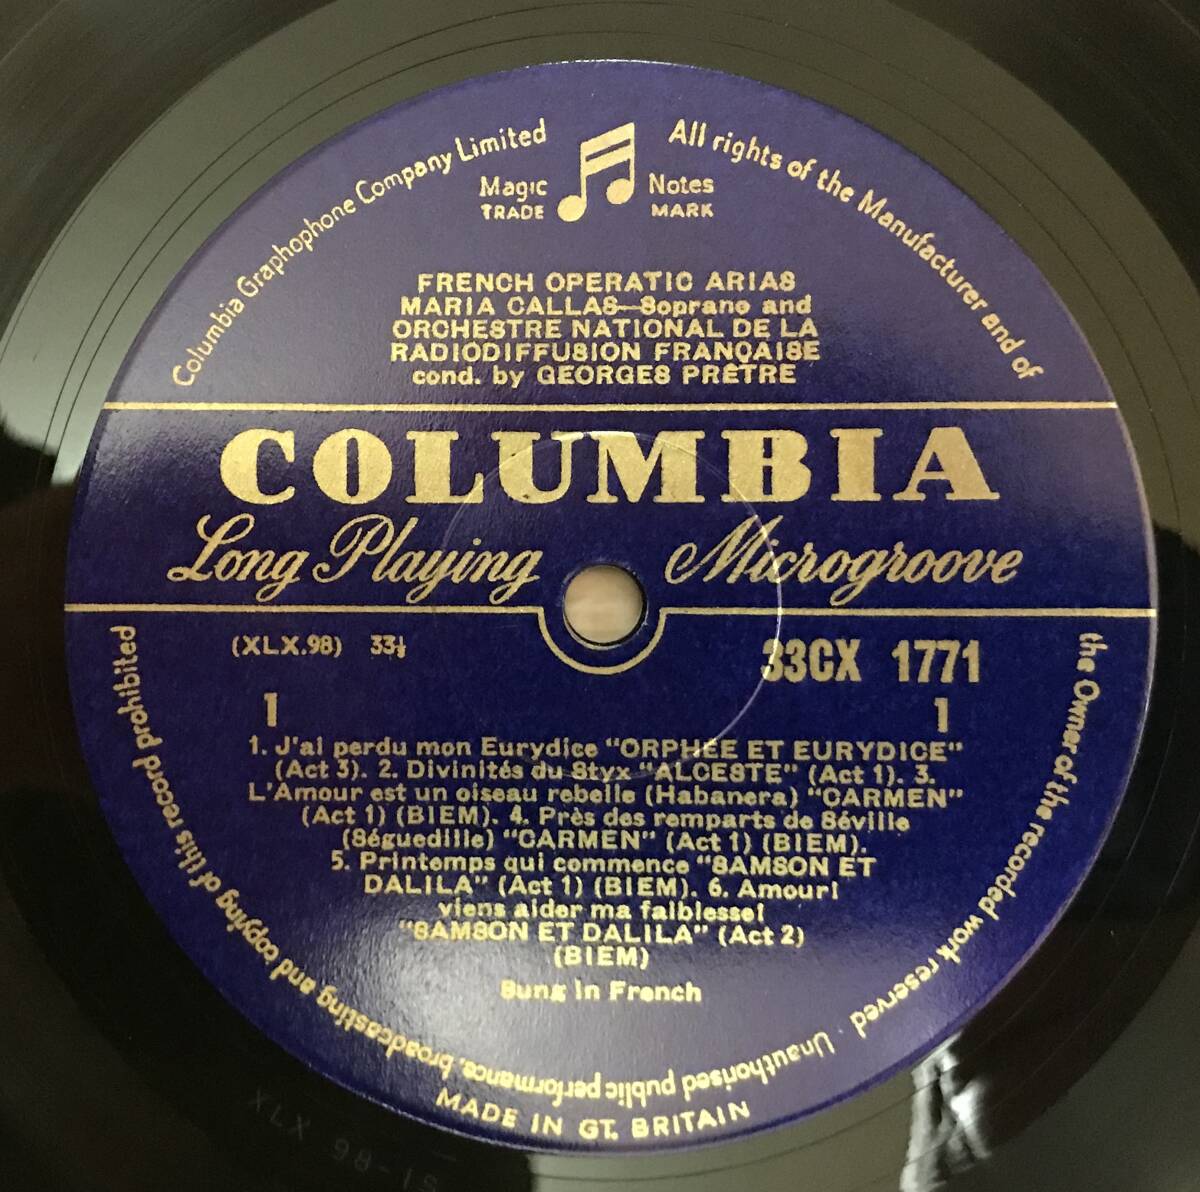 Columbia Graphophone Company Limited
All rights of the Manufacturer and of
the Owner of the recorded work reserved · Unauthorised public performance, broadcasting and copying of this record prohibited
Magic Notes
TRADE MARK
FRENCH OPERATIC ARIAS
MARIA CALLAS—Soprano and
ORCHESTRE NATIONAL DE LA
RADIODIFFUSION FRANÇAISE
cond. by GEORGES PRÊTRE
COLUMBIA
Long Playing Microgroove
(XLX.98) 33⅓
33CX 1771
1 1
1. J'ai perdu mon Eurydice "ORPHÉE ET EURYDICE"
(Act 3). 2. Divinités du Styx "ALCESTE" (Act 1). 3.
L'Amour est un oiseau rebelle (Habanera) "CARMEN"
(Act 1) (BIEM). 4. Près des remparts de Séville
(Séguedille) "CARMEN" (Act 1) (BIEM).
5. Printemps qui commence "SAMSON ET
DALILA" (Act 1) (BIEM). 6. Amour!
viens aider ma faiblesse!
"SAMSON ET DALILA" (Act 2)
(BIEM)
Sung in French
MADE IN GT. BRITAIN
XLX 98-1S